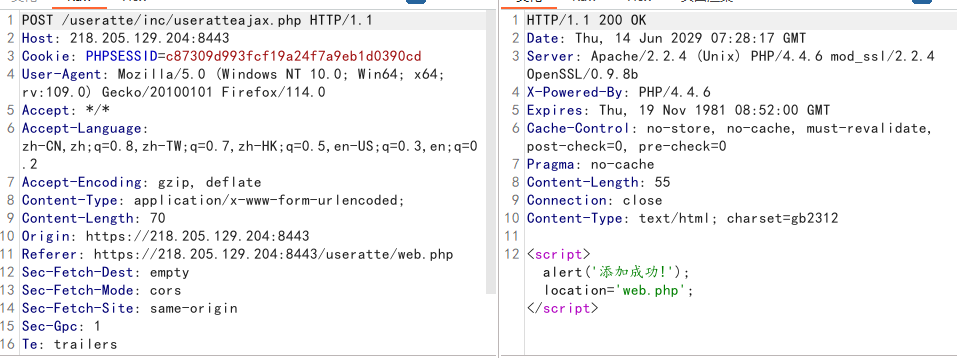 1 POST /useratte/inc/useratteajax.php HTTP/1.1
2 Host: 218.205.129.204:8443
3 Cookie: PHPSESSID=c87309d993fcf19a24f7a9eb1d0390cd
4 User-Agent: Mozilla/5.0 (Windows NT 10.0; Win64; x64;
rv:109.0) Gecko/20100101 Firefox/114.0
5 Accept: */*
6 Accept-Language:
zh-CN,zh;q=0.8,zh-TW;q=0.7,zh-HK;q=0.5,en-US;q=0.3,en;q=0
.2
7 Accept-Encoding: gzip, deflate
8 Content-Type: application/x-www-form-urlencoded;
9 Content-Length: 70
10 Origin: https://218.205.129.204:8443
11 Referer: https://218.205.129.204:8443/useratte/web.php
12 Sec-Fetch-Dest: empty
13 Sec-Fetch-Mode: cors
14 Sec-Fetch-Site: same-origin
15 Sec-Gpc: 1
16 Te: trailers
1 HTTP/1.1 200 OK
2 Date: Thu, 14 Jun 2029 07:28:17 GMT
3 Server: Apache/2.2.4 (Unix) PHP/4.4.6 mod_ssl/2.2.4
OpenSSL/0.9.8b
4 X-Powered-By: PHP/4.4.6
5 Expires: Thu, 19 Nov 1981 08:52:00 GMT
6 Cache-Control: no-store, no-cache, must-revalidate,
post-check=0, pre-check=0
7 Pragma: no-cache
8 Content-Length: 55
9 Connection: close
10 Content-Type: text/html; charset=gb2312
11
12 <script>
alert('添加成功!');
location='web.php';
</script>